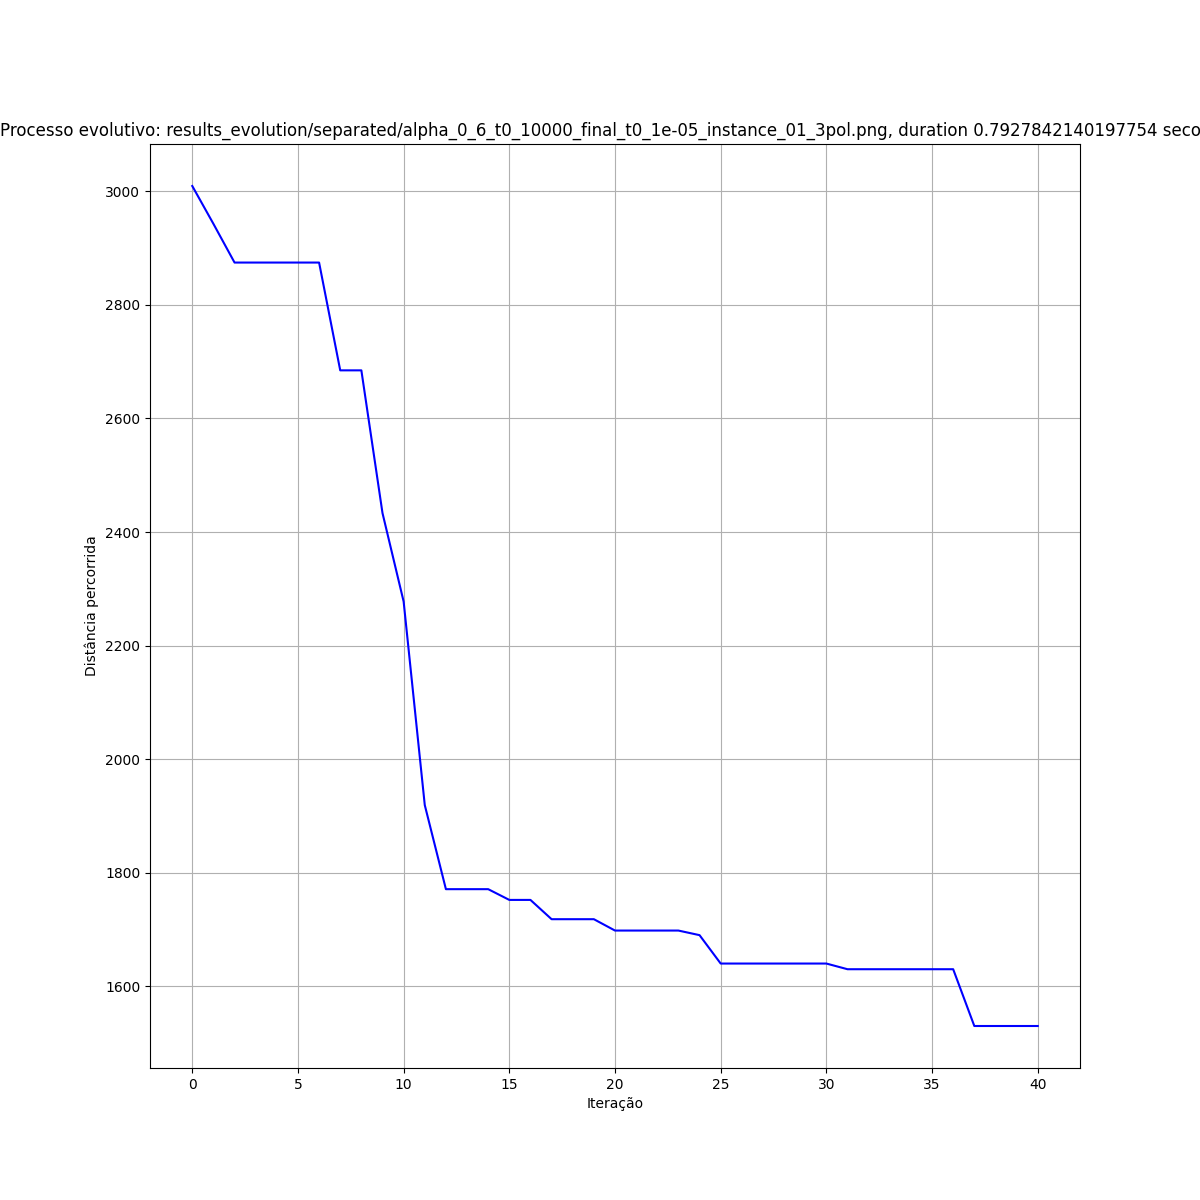 Processo evolutivo: results_evolution/separated/alpha_0_6_t0_10000_final_t0_1e-05_instance_01_3pol.png, duration 0.7927842140197754 seco
3000
2800
2600
2400
2200
2000
1800
1600
Distância percorrida
0 5 10 15 20 25 30 35 40
Iteração